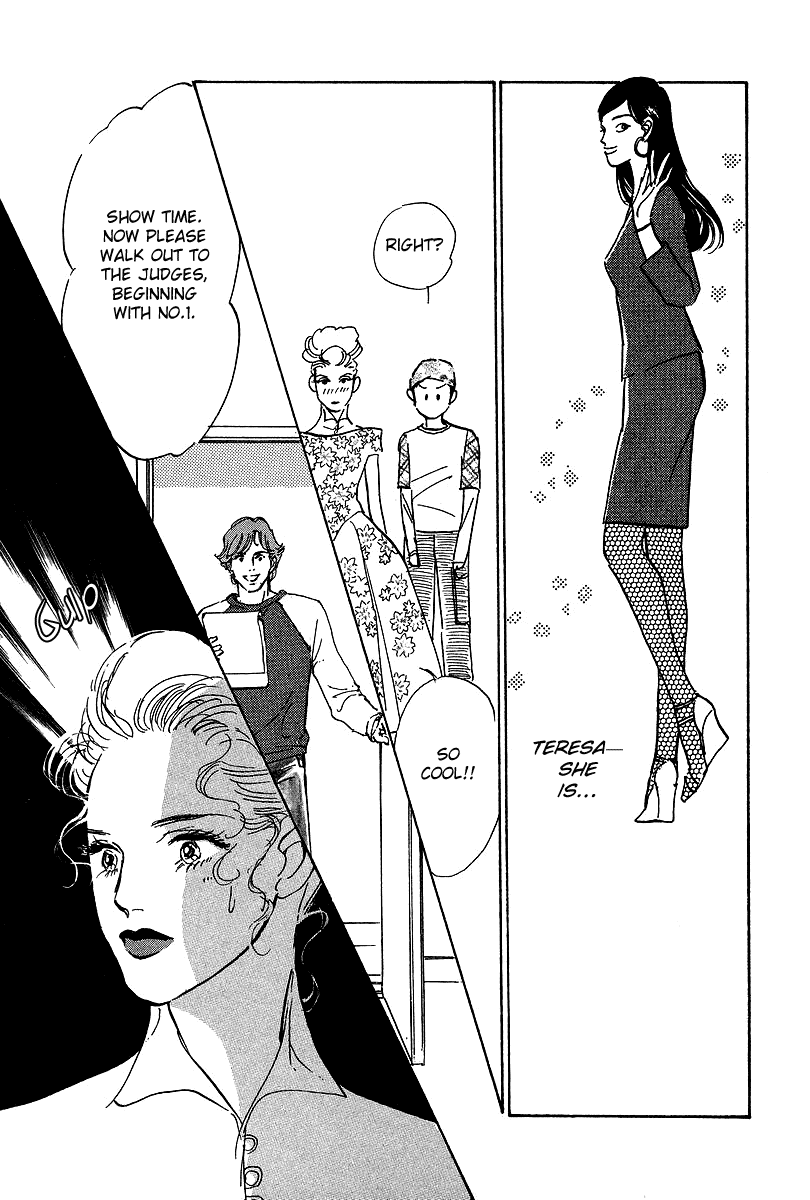 TERESA—
SHE
IS...
RIGHT?
SO
COOL!!
SHOW TIME.
NOW PLEASE
WALK OUT TO
THE JUDGES,
BEGINNING
WITH NO.1.
Gulp